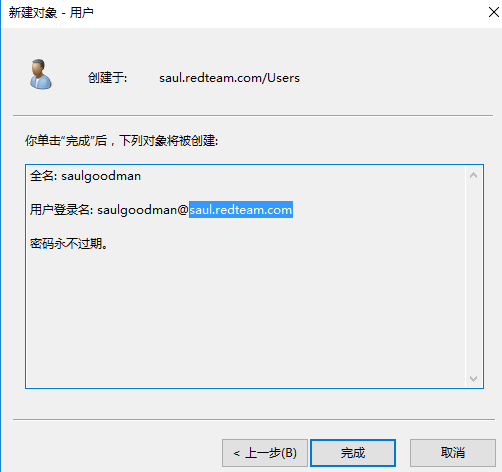 新建对象 - 用户
创建于: saul.redteam.com/Users
你单击“完成”后，下列对象将被创建:
全名: saulgoodman
用户登录名: saulgoodman@saul.redteam.com
密码永不过期。
< 上一步(B) 完成 取消